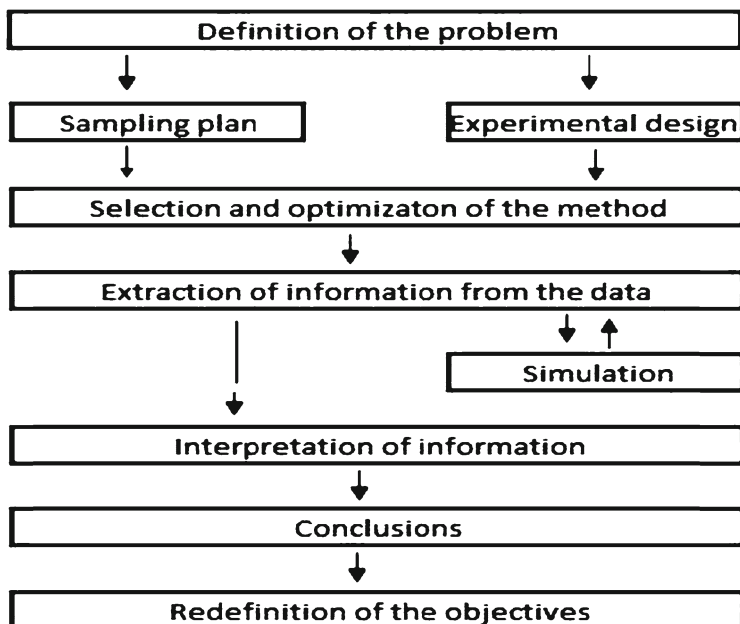 Definition of the problem
Sampling plan
Experimental design
Selection and optimizaton of the method
Extraction of information from the data
Simulation
Interpretation of information
Conclusions
Redefinition of the objectives